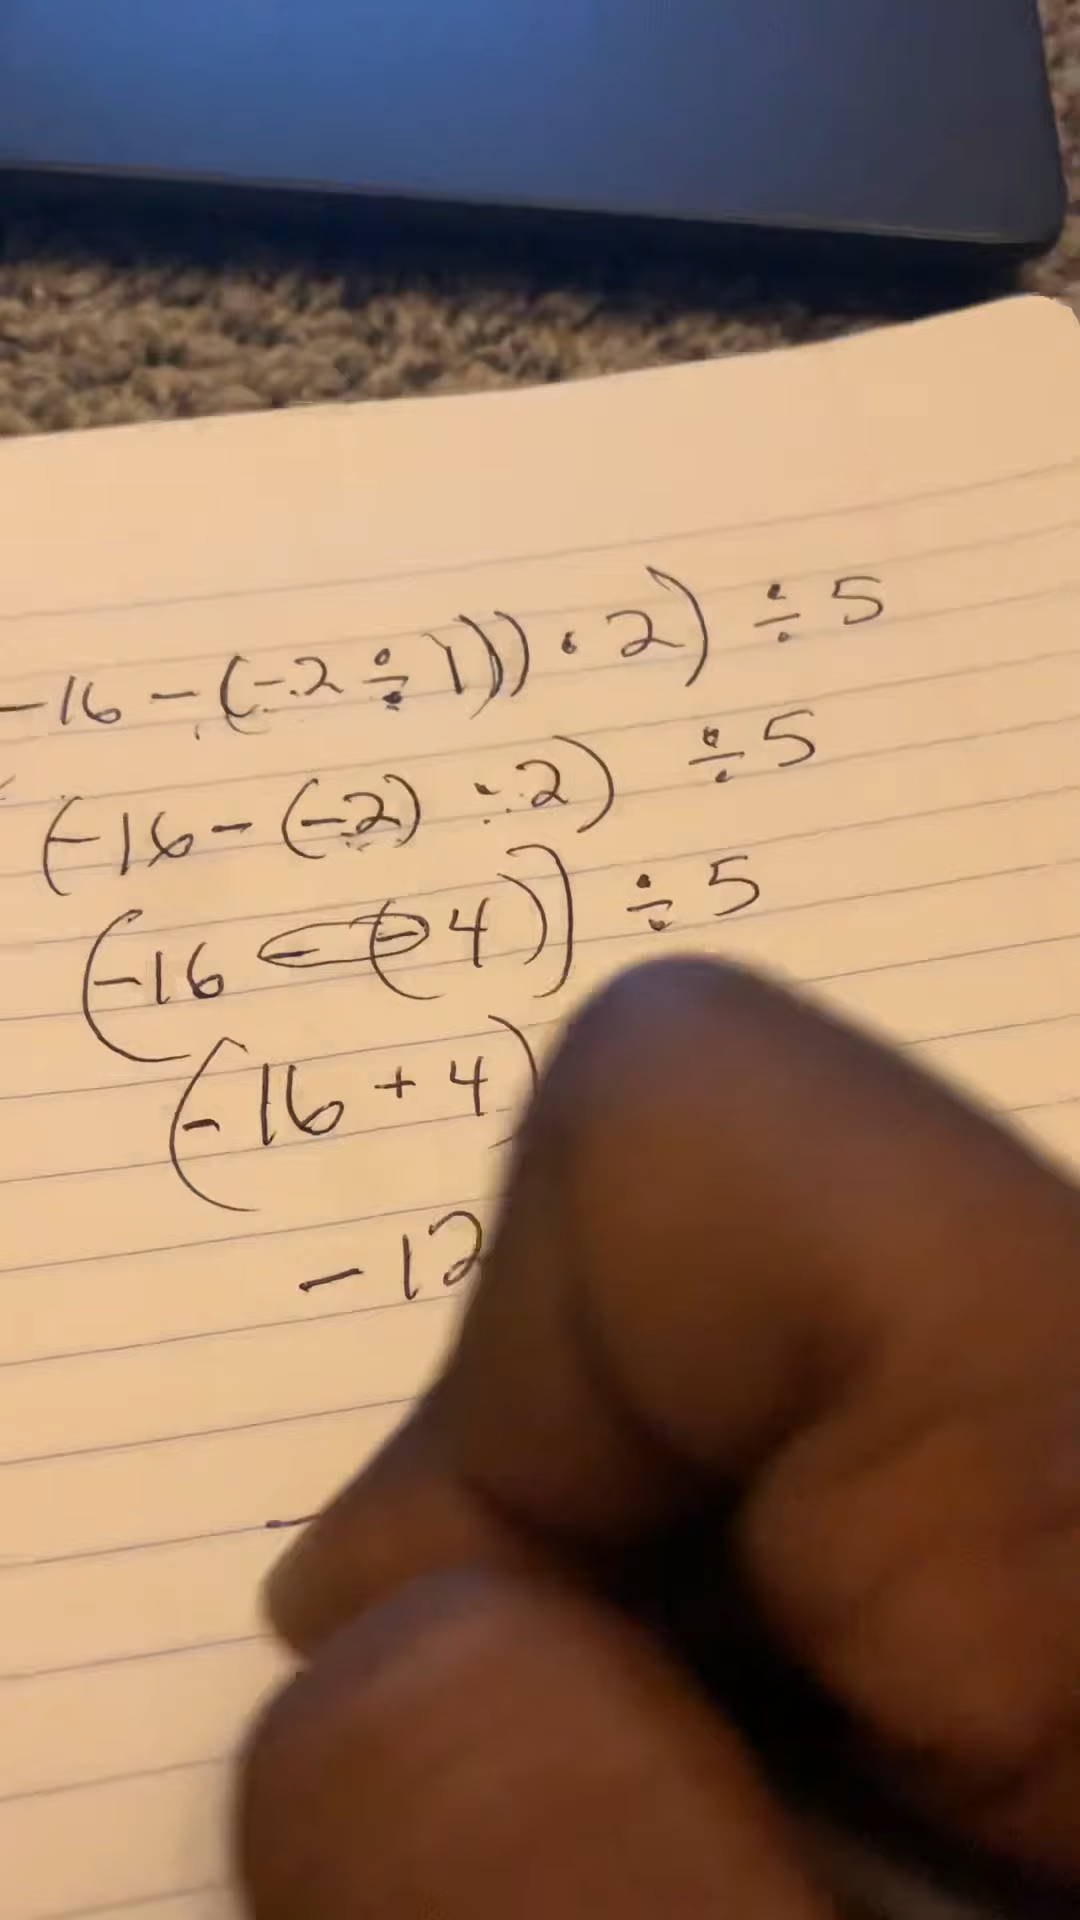 -16 - (-2 ÷ 1))) · 2) ÷ 5
(-16 - (-2) · 2) ÷ 5
(-16 - (-4)) ÷ 5
(-16 + 4)
-12